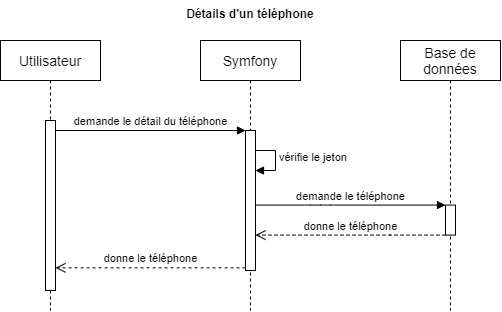 Détails d'un téléphone
Utilisateur
Symfony
Base de
données
demande le détail du téléphone
vérifie le jeton
demande le téléphone
donne le téléphone
donne le téléphone